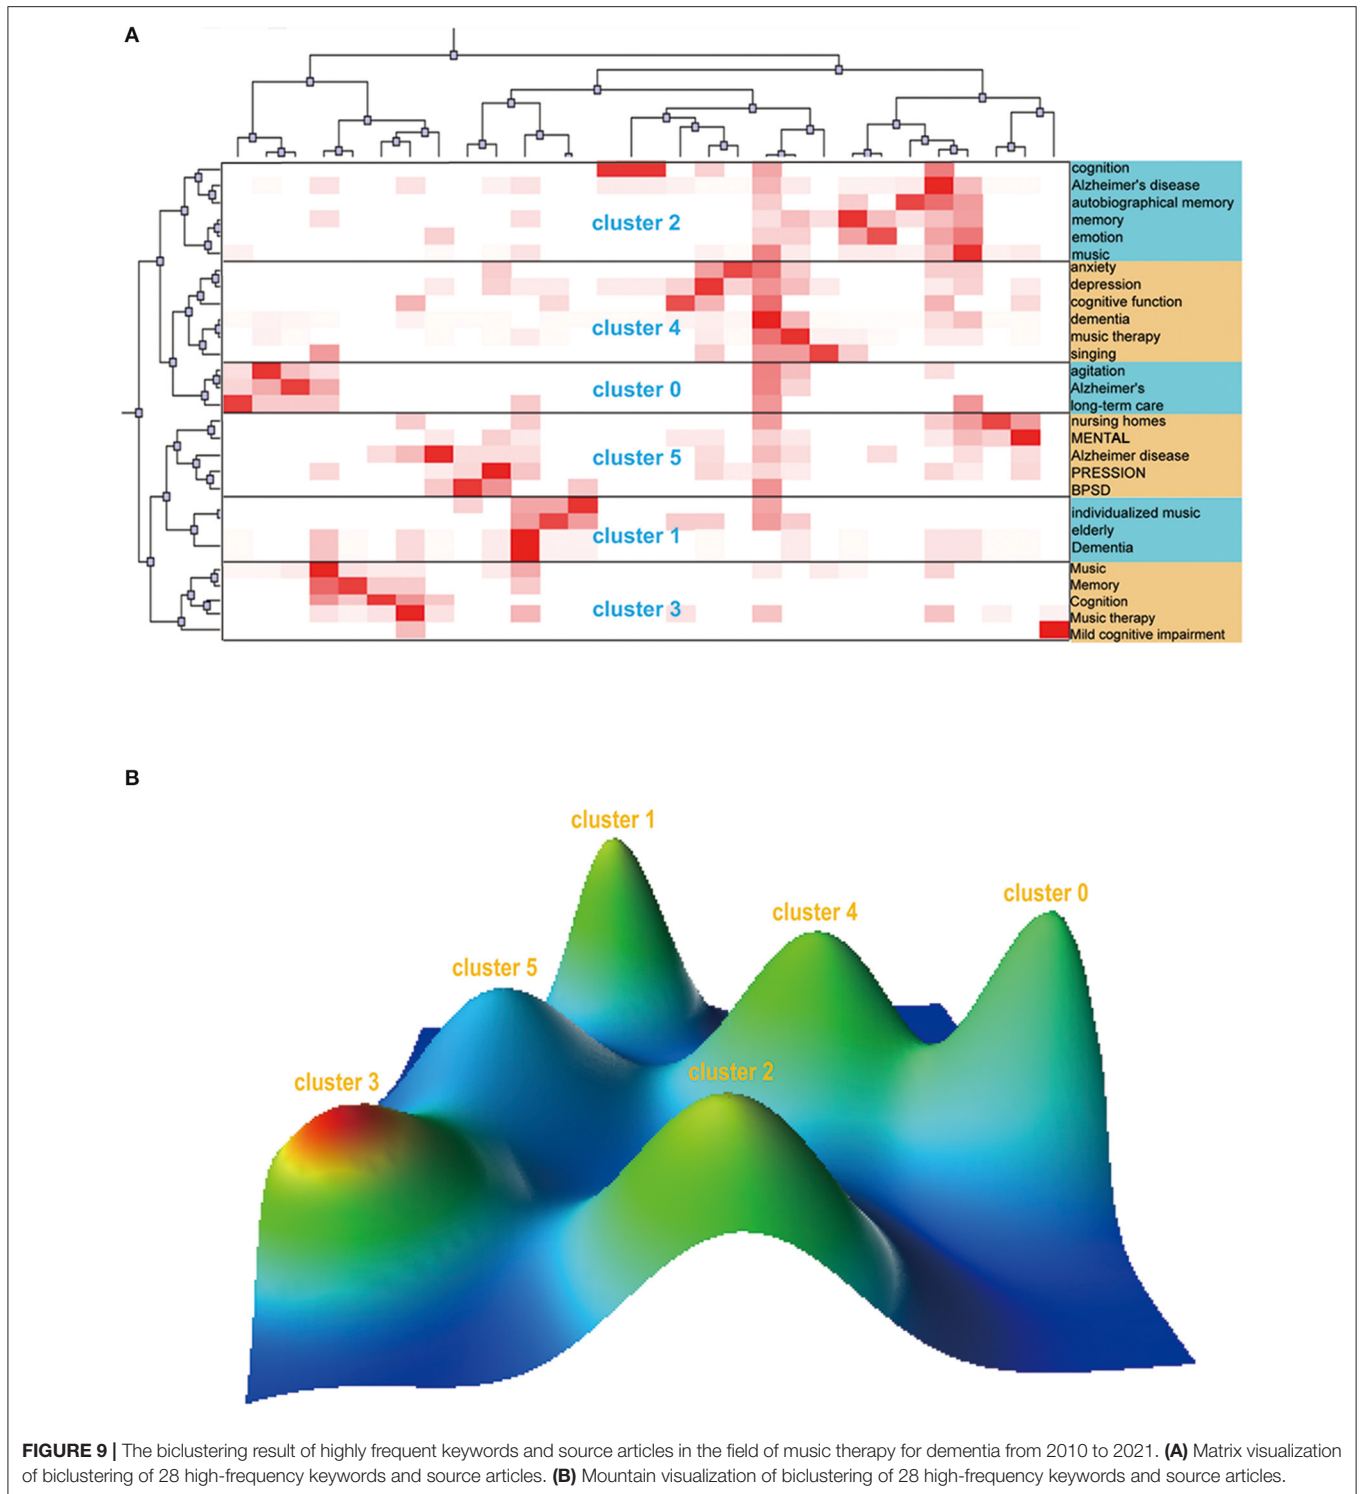 A
cognition
Alzheimer's disease
autobiographical memory
memory
emotion
music
cluster 2
anxiety
depression
cognitive function
dementia
music therapy
singing
cluster 4
agitation
Alzheimer's
long-term care
cluster 0
nursing homes
MENTAL
Alzheimer disease
PRESSION
BPSD
cluster 5
individualized music
elderly
Dementia
cluster 1
Music
Memory
Cognition
Music therapy
Mild cognitive impairment
cluster 3
B
cluster 1
cluster 0
cluster 4
cluster 5
cluster 2
cluster 3
FIGURE 9 | The biclustering result of highly frequent keywords and source articles in the field of music therapy for dementia from 2010 to 2021. (A) Matrix visualization
of biclustering of 28 high-frequency keywords and source articles. (B) Mountain visualization of biclustering of 28 high-frequency keywords and source articles.